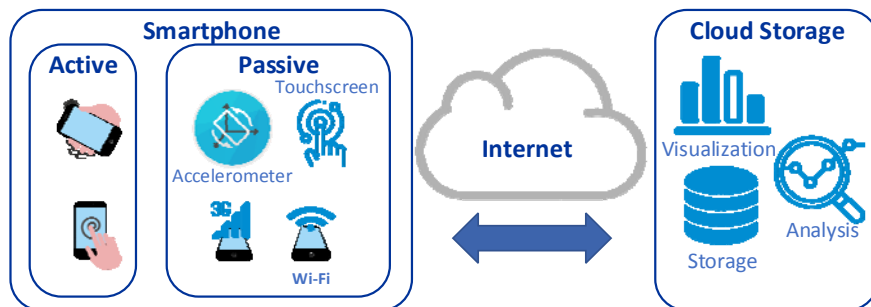 Smartphone
Active
Passive
Touchscreen
Accelerometer
3G
Wi-Fi
Internet
Cloud Storage
Visualization
Analysis
Storage